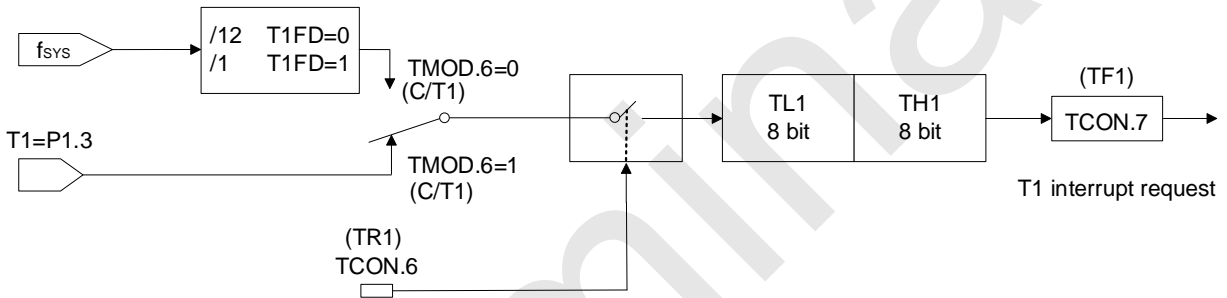 fSYS
/12 T1FD=0
/1 T1FD=1
TMOD.6=0
(C/T1)
T1=P1.3
TMOD.6=1
(C/T1)
TL1
8 bit
TH1
8 bit
(TF1)
TCON.7
T1 interrupt request
(TR1)
TCON.6